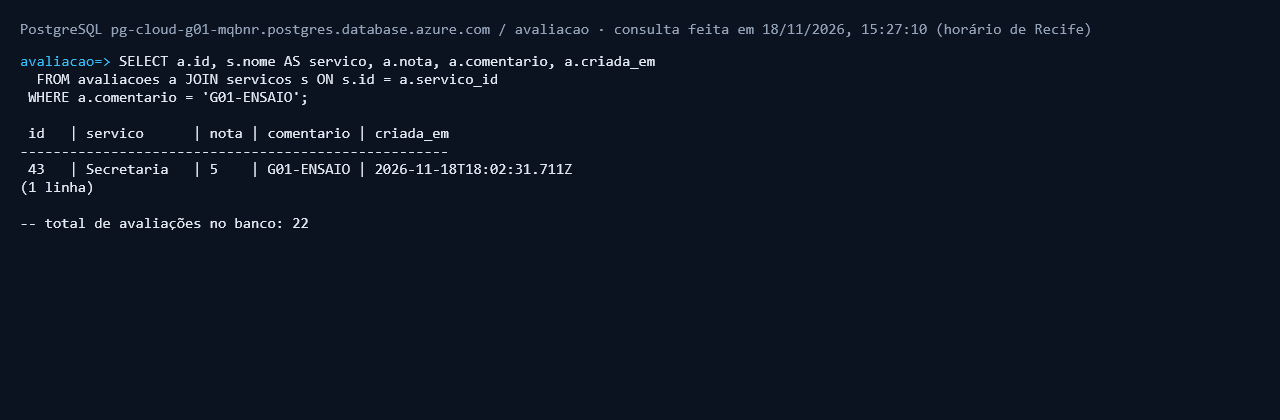 PostgreSQL pg-cloud-g01-mqbnr.postgres.database.azure.com / avaliacao · consulta feita em 18/11/2026, 15:27:10 (horário de Recife)
avaliacao=> SELECT a.id, s.nome AS servico, a.nota, a.comentario, a.criada_em
FROM avaliacoes a JOIN servicos s ON s.id = a.servico_id
WHERE a.comentario = 'G01-ENSAIO';
id | servico | nota | comentario | criada_em
----------------------------------------------------
43 | Secretaria | 5 | G01-ENSAIO | 2026-11-18T18:02:31.711Z
(1 linha)
-- total de avaliações no banco: 22